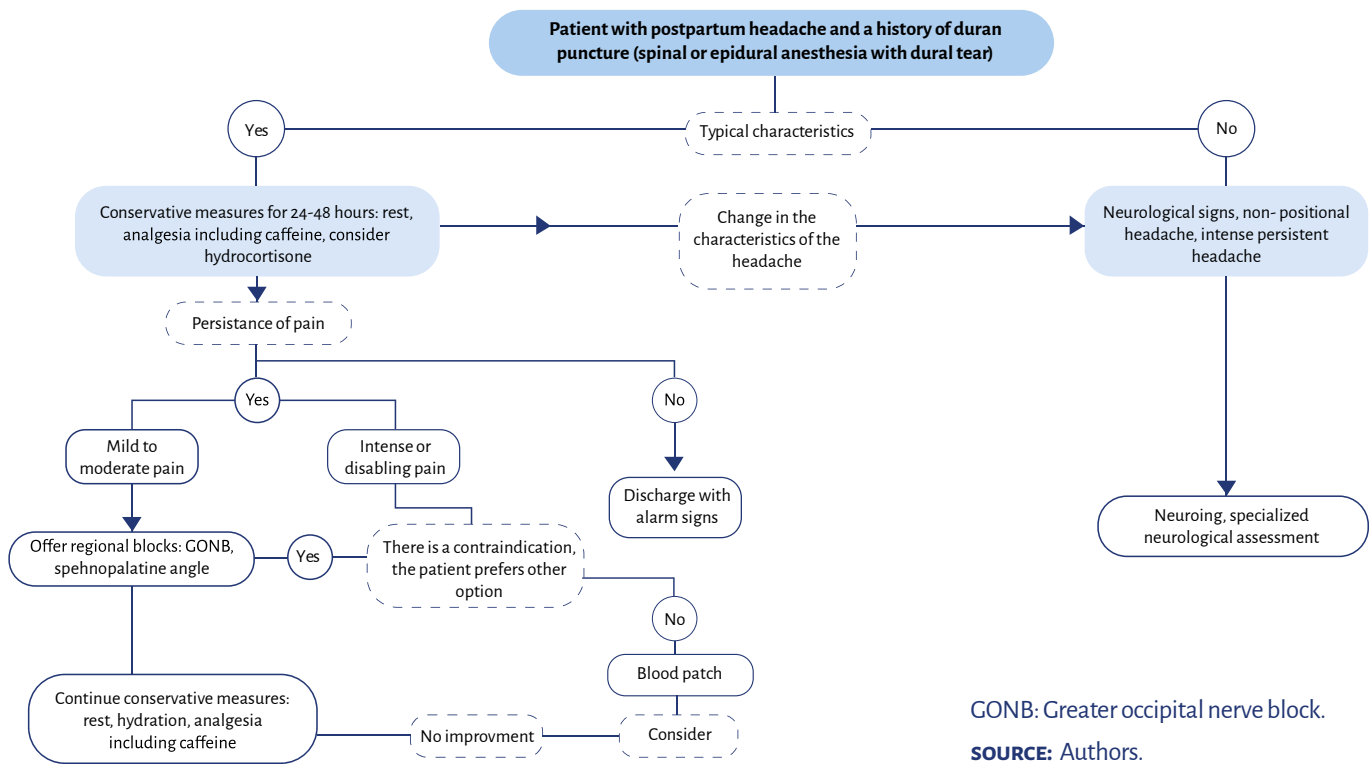 Patient with postpartum headache and a history of duran
puncture (spinal or epidural anesthesia with dural tear)
Yes
Typical characteristics
No
Conservative measures for 24-48 hours: rest,
analgesia including caffeine, consider
hydrocortisone
Change in the
characteristics of the
headache
Neurological signs, non- positional
headache, intense persistent
headache
Persistance of pain
Yes
No
Mild to
moderate pain
Intense or
disabling pain
Discharge with
alarm signs
Neuroing, specialized
neurological assessment
Offer regional blocks: GONB,
spehnopalatine angle
Yes
There is a contraindication,
the patient prefers other
option
No
Blood patch
Continue conservative measures:
rest, hydration, analgesia
including caffeine
No improvment
Consider
GONB: Greater occipital nerve block.
SOURCE: Authors.